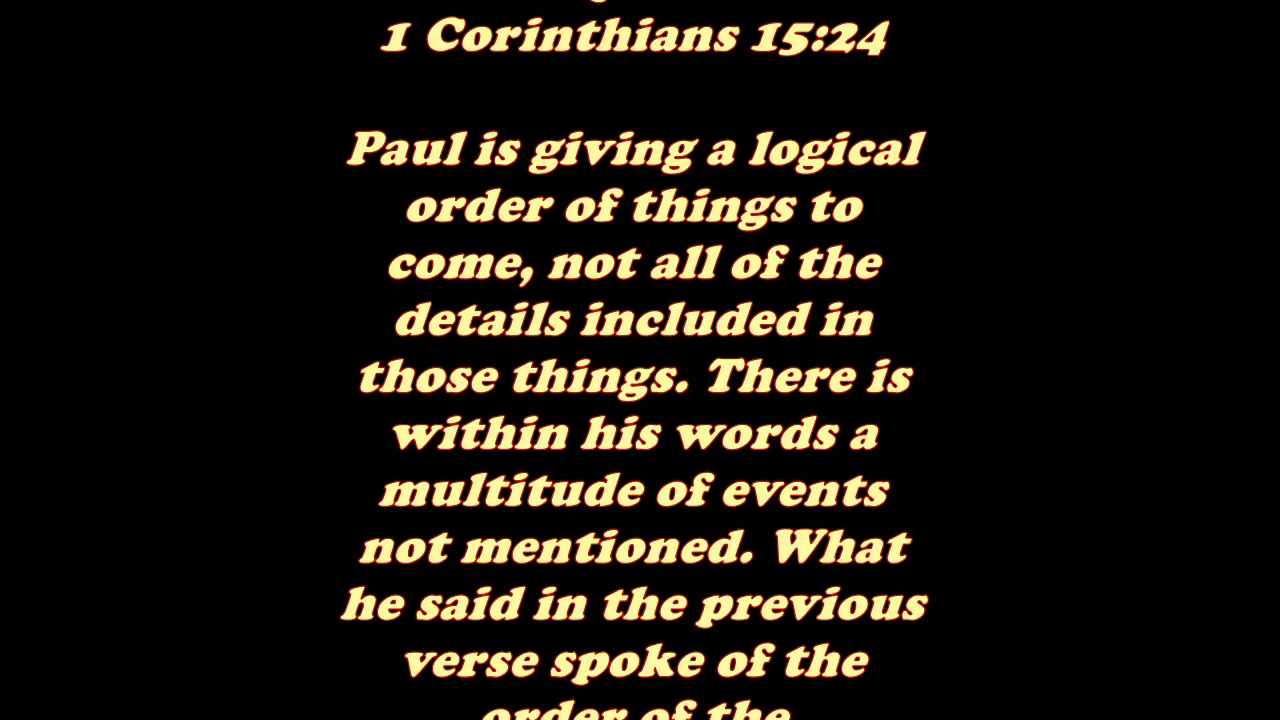 1 Corinthians 15:24
Paul is giving a logical
order of things to
come, not all of the
details included in
those things. There is
within his words a
multitude of events
not mentioned. What
he said in the previous
verse spoke of the
order of the